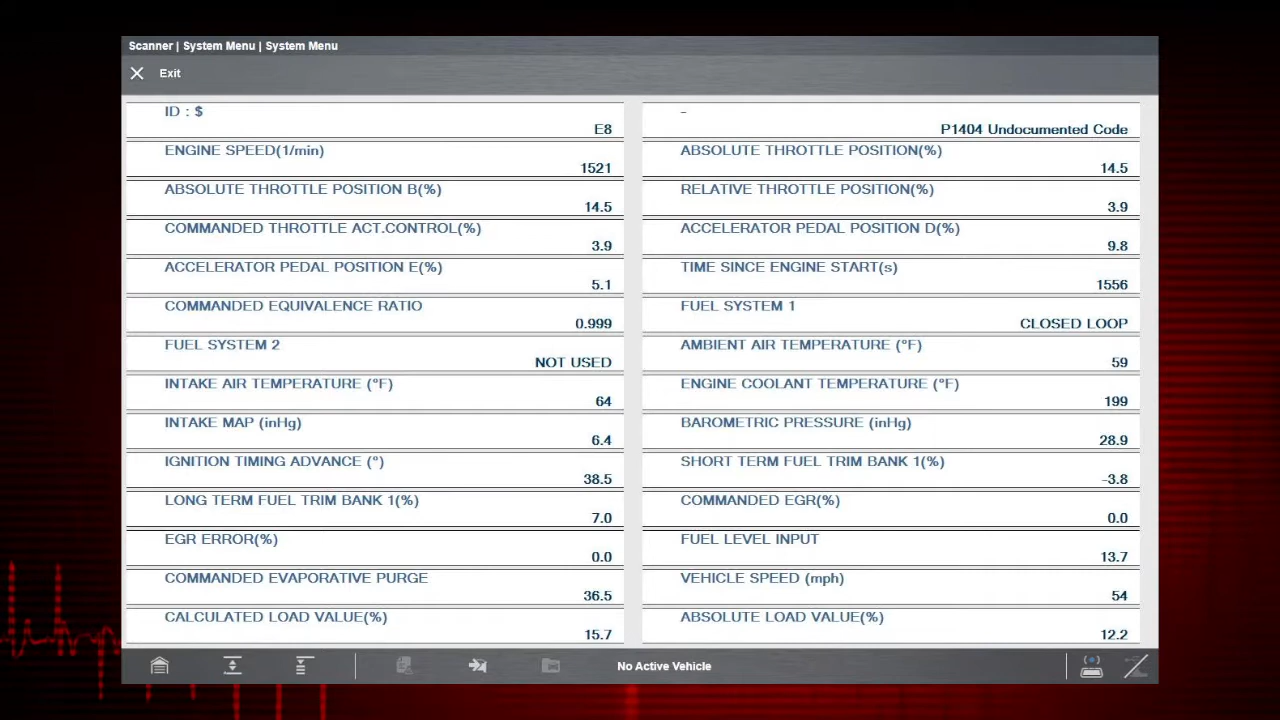 Scanner | System Menu | System Menu
Exit
ID : $
E8
-
P1404 Undocumented Code
ENGINE SPEED(1/min)
1521
ABSOLUTE THROTTLE POSITION(%)
14.5
ABSOLUTE THROTTLE POSITION B(%)
14.5
RELATIVE THROTTLE POSITION(%)
3.9
COMMANDED THROTTLE ACT.CONTROL(%)
3.9
ACCELERATOR PEDAL POSITION D(%)
9.8
ACCELERATOR PEDAL POSITION E(%)
5.1
TIME SINCE ENGINE START(s)
1556
COMMANDED EQUIVALENCE RATIO
0.999
FUEL SYSTEM 1
CLOSED LOOP
FUEL SYSTEM 2
NOT USED
AMBIENT AIR TEMPERATURE (°F)
59
INTAKE AIR TEMPERATURE (°F)
64
ENGINE COOLANT TEMPERATURE (°F)
199
INTAKE MAP (inHg)
6.4
BAROMETRIC PRESSURE (inHg)
28.9
IGNITION TIMING ADVANCE (°)
38.5
SHORT TERM FUEL TRIM BANK 1(%)
-3.8
LONG TERM FUEL TRIM BANK 1(%)
7.0
COMMANDED EGR(%)
0.0
EGR ERROR(%)
0.0
FUEL LEVEL INPUT
13.7
COMMANDED EVAPORATIVE PURGE
36.5
VEHICLE SPEED (mph)
54
CALCULATED LOAD VALUE(%)
15.7
ABSOLUTE LOAD VALUE(%)
12.2
No Active Vehicle